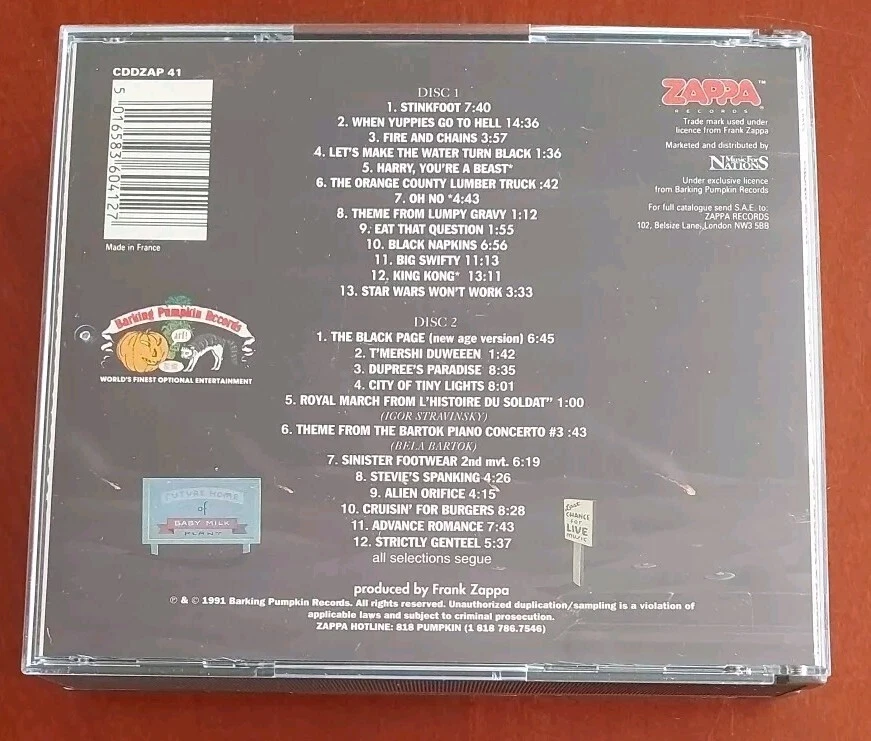 CDDZAP 41
5 016583 604127
Made in France
Barking Pumpkin Records
arf!
WORLD'S FINEST OPTIONAL ENTERTAINMENT
DISC 1
1. STINKFOOT 7:40
2. WHEN YUPPIES GO TO HELL 14:36
3. FIRE AND CHAINS 3:57
4. LET'S MAKE THE WATER TURN BLACK 1:36
5. HARRY, YOU'RE A BEAST*
6. THE ORANGE COUNTY LUMBER TRUCK :42
7. OH NO *4:43
8. THEME FROM LUMPY GRAVY 1:12
9. EAT THAT QUESTION 1:55
10. BLACK NAPKINS 6:56
11. BIG SWIFTY 11:13
12. KING KONG* 13:11
13. STAR WARS WON'T WORK 3:33
DISC 2
1. THE BLACK PAGE (new age version) 6:45
2. T'MERSHI DUWEEEN 1:42
3. DUPREE'S PARADISE 8:35
4. CITY OF TINY LIGHTS 8:01
5. ROYAL MARCH FROM L'HISTOIRE DU SOLDAT" 1:00
(IGOR STRAVINSKY)
6. THEME FROM THE BARTOK PIANO CONCERTO #3 :43
(BELA BARTOK)
7. SINISTER FOOTWEAR 2nd mvt. 6:19
8. STEVIE'S SPANKING 4:26
9. ALIEN ORIFICE 4:15
10. CRUISIN' FOR BURGERS 8:28
11. ADVANCE ROMANCE 7:43
12. STRICTLY GENTEEL 5:37
all selections segue
ZAPPA™
RECORDS
Trade mark used under
licence from Frank Zappa
Marketed and distributed by
Music For
NATIONS
Under exclusive licence
from Barking Pumpkin Records
For full catalogue send S.A.E. to:
ZAPPA RECORDS
102, Belsize Lane, London NW3 5BB
FUTURE HOME
of
BABY MILK
PLANT
LAST
CHANCE
for
LIVE
MUSIC
produced by Frank Zappa
℗ & © 1991 Barking Pumpkin Records. All rights reserved. Unauthorized duplication/sampling is a violation of
applicable laws and subject to criminal prosecution.
ZAPPA HOTLINE: 818 PUMPKIN (1 818 786.7546)